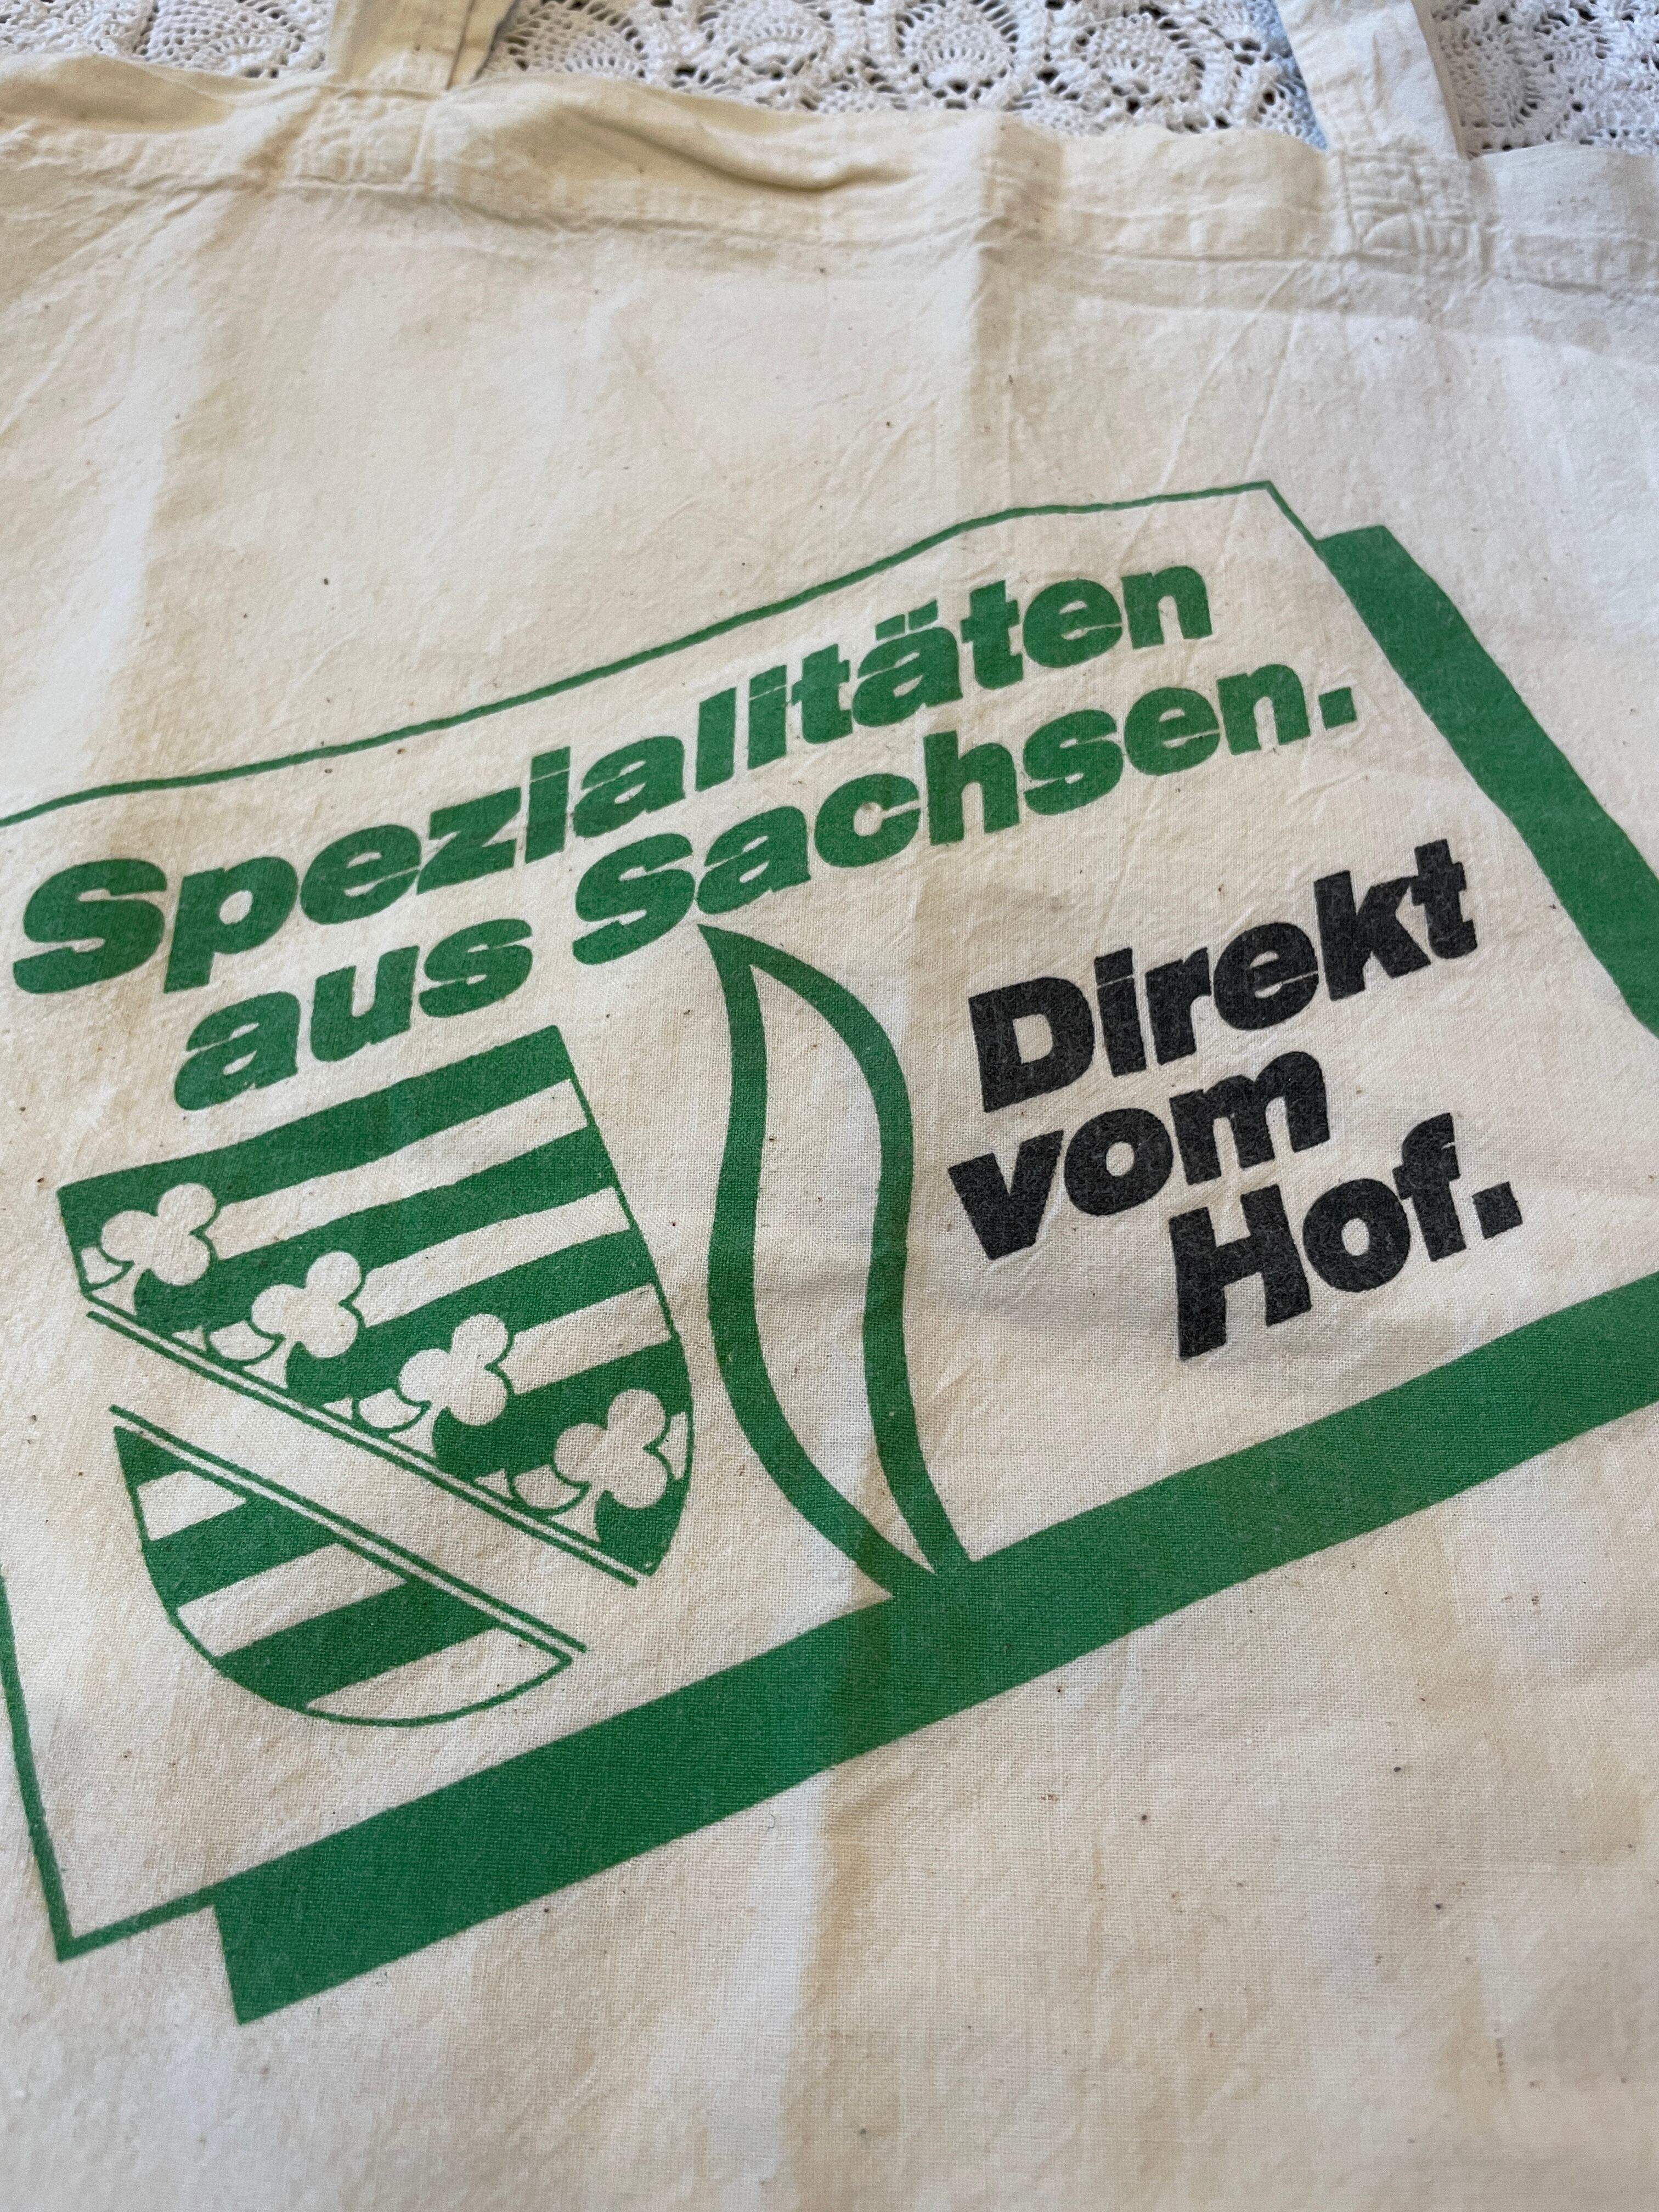 Spezialitäten
aus Sachsen.
Direkt
vom
Hof.